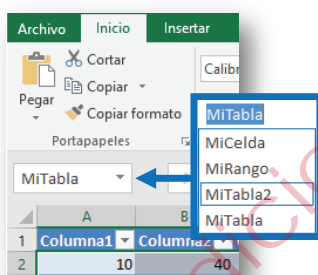 Archivo Inicio Insertar
Cortar
Copiar
Copiar formato
Pegar
Portapapeles
Calibr
MiTabla
MiCelda
MiRango
MiTabla2
MiTabla
MiTabla
A B
1 Columna1 Columna2
2 10 40